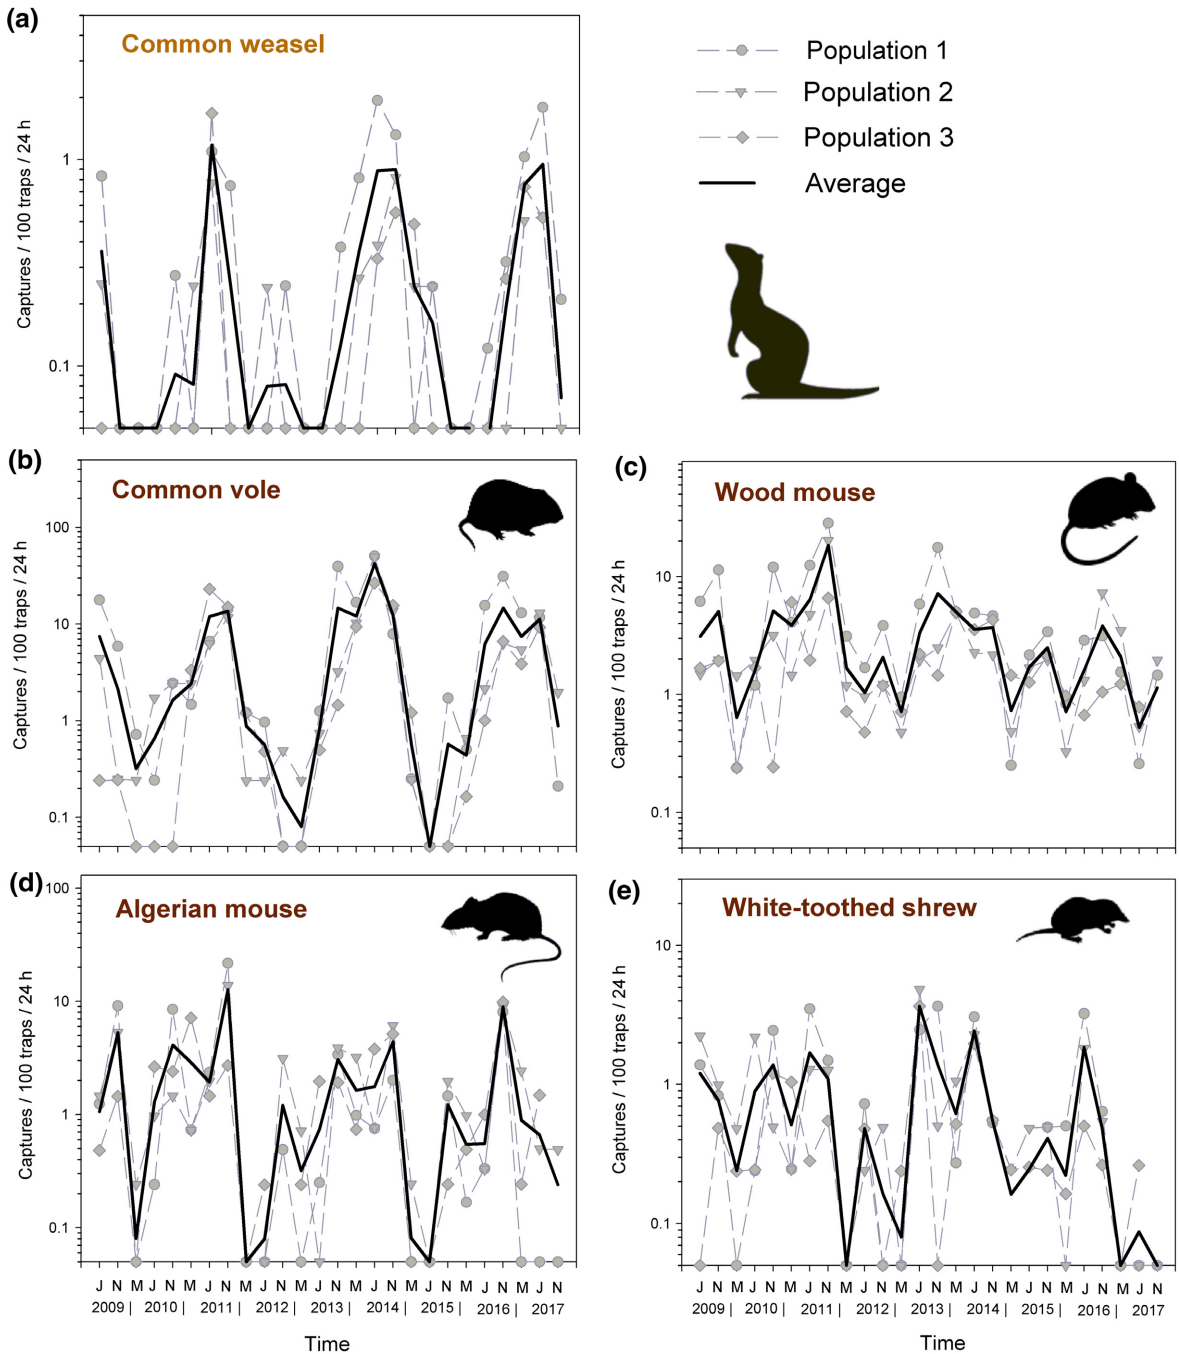 (a)
Common weasel
Captures / 100 traps / 24 h
1
0.1
Population 1
Population 2
Population 3
Average
(b)
Common vole
Captures / 100 traps / 24 h
100
10
1
0.1
(c)
Wood mouse
Captures / 100 traps / 24 h
10
1
0.1
(d)
Algerian mouse
Captures / 100 traps / 24 h
100
10
1
0.1
J N M J N M J N M J N M J N M J N M J N M J N M J N
2009 | 2010 | 2011 | 2012 | 2013 | 2014 | 2015 | 2016 | 2017
Time
(e)
White-toothed shrew
Captures / 100 traps / 24 h
10
1
0.1
J N M J N M J N M J N M J N M J N M J N M J N M J N
2009 | 2010 | 2011 | 2012 | 2013 | 2014 | 2015 | 2016 | 2017
Time